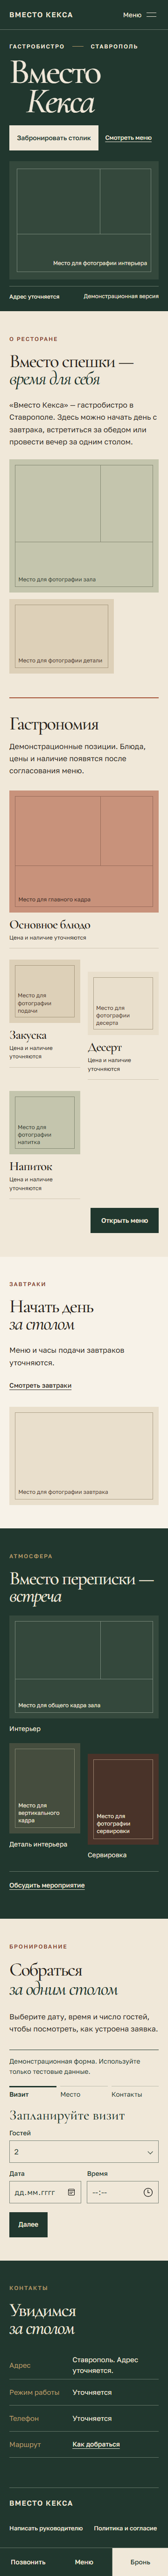 ВМЕСТО КЕКСА
Меню
ГАСТРОБИСТРО — СТАВРОПОЛЬ
Вместо
Кекса
Забронировать столик
Смотреть меню
Место для фотографии интерьера
Адрес уточняется
Демонстрационная версия
О РЕСТОРАНЕ
Вместо спешки —
время для себя
«Вместо Кекса» — гастробистро в
Ставрополе. Здесь можно начать день с
завтрака, встретиться за обедом или
провести вечер за одним столом.
Место для фотографии зала
Место для фотографии детали
Гастрономия
Демонстрационные позиции. Блюда,
цены и наличие появятся после
согласования меню.
Место для главного кадра
Основное блюдо
Цена и наличие уточняются
Место для
фотографии
подачи
Закуска
Цена и наличие
уточняются
Место для
фотографии
десерта
Десерт
Цена и наличие
уточняются
Место для
фотографии
напитка
Напиток
Цена и наличие
уточняются
Открыть меню
ЗАВТРАКИ
Начать день
за столом
Меню и часы подачи завтраков
уточняются.
Смотреть завтраки
Место для фотографии завтрака
АТМОСФЕРА
Вместо переписки —
встреча
Место для общего кадра зала
Интерьер
Место для
вертикального
кадра
Деталь интерьера
Место для
фотографии
сервировки
Сервировка
Обсудить мероприятие
БРОНИРОВАНИЕ
Собраться
за одним столом
Выберите дату, время и число гостей,
чтобы посмотреть, как устроена заявка.
Демонстрационная форма. Используйте
только тестовые данные.
Визит
Место
Контакты
Запланируйте визит
Гостей
2
Дата
Время
дд.мм.гггг
--:--
Далее
КОНТАКТЫ
Увидимся
за столом
Адрес
Ставрополь. Адрес
уточняется.
Режим работы
Уточняется
Телефон
Уточняется
Маршрут
Как добраться
ВМЕСТО КЕКСА
Написать руководителю
Политика и согласие
Позвонить
Меню
Бронь